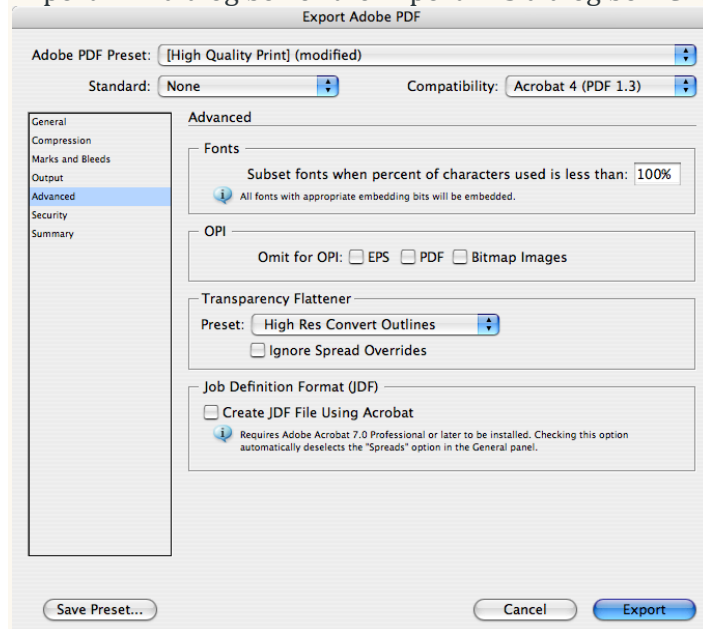 Export Adobe PDF
Adobe PDF Preset: [High Quality Print] (modified)
Standard: None Compatibility: Acrobat 4 (PDF 1.3)
General
Compression
Marks and Bleeds
Output
Advanced
Security
Summary
Advanced
Fonts
Subset fonts when percent of characters used is less than: 100%
All fonts with appropriate embedding bits will be embedded.
OPI
Omit for OPI: EPS PDF Bitmap Images
Transparency Flattener
Preset: High Res Convert Outlines
Ignore Spread Overrides
Job Definition Format (JDF)
Create JDF File Using Acrobat
Requires Adobe Acrobat 7.0 Professional or later to be installed. Checking this option
automatically deselects the "Spreads" option in the General panel.
Save Preset... Cancel Export